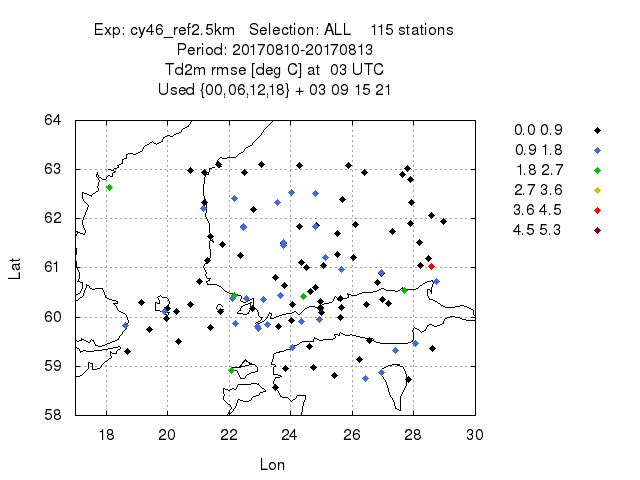 Exp: cy46_ref2.5km Selection: ALL 115 stations
Period: 20170810-20170813
Td2m rmse [deg C] at 03 UTC
Used {00,06,12,18} + 03 09 15 21
64
63
62
61
60
59
58
Lat
18 20 22 24 26 28 30
Lon
0.0 0.9
0.9 1.8
1.8 2.7
2.7 3.6
3.6 4.5
4.5 5.3